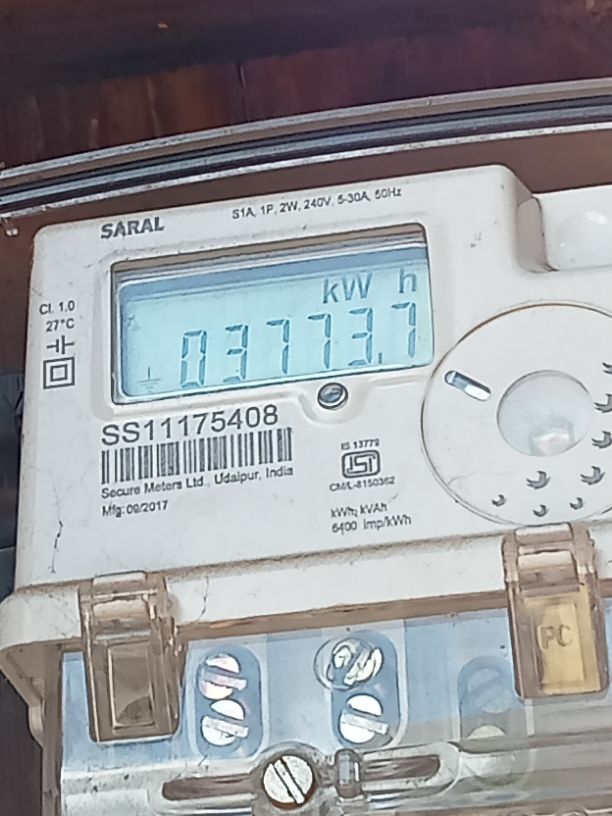 SARAL
S1A, 1P, 2W, 240V, 5-30A, 50Hz
Cl. 1.0
27°C
kW h
03773.7
SS11175408
Secure Meters Ltd., Udaipur, India
Mfg: 09/2017
IS 13779
ISI
CM/L-8150362
kWh; kVAh
6400 imp/kWh
PC